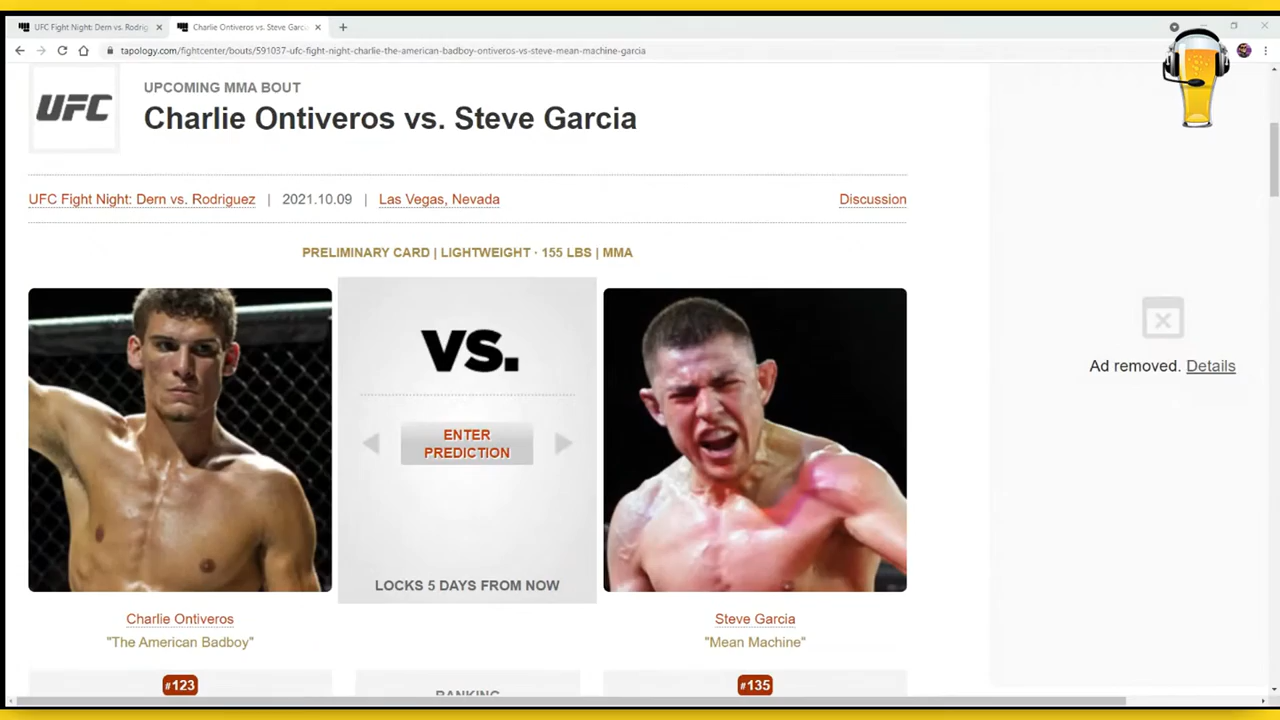 UFC Fight Night: Dern vs. Rodrig
Charlie Ontiveros vs. Steve Garcia
tapology.com/fightcenter/bouts/591037-ufc-fight-night-charlie-the-american-badboy-ontiveros-vs-steve-mean-machine-garcia
UFC
UPCOMING MMA BOUT
Charlie Ontiveros vs. Steve Garcia
UFC Fight Night: Dern vs. Rodriguez | 2021.10.09 | Las Vegas, Nevada
Discussion
PRELIMINARY CARD | LIGHTWEIGHT · 155 LBS | MMA
VS.
ENTER
PREDICTION
LOCKS 5 DAYS FROM NOW
Ad removed. Details
Charlie Ontiveros
"The American Badboy"
Steve Garcia
"Mean Machine"
#123
RANKING
#135